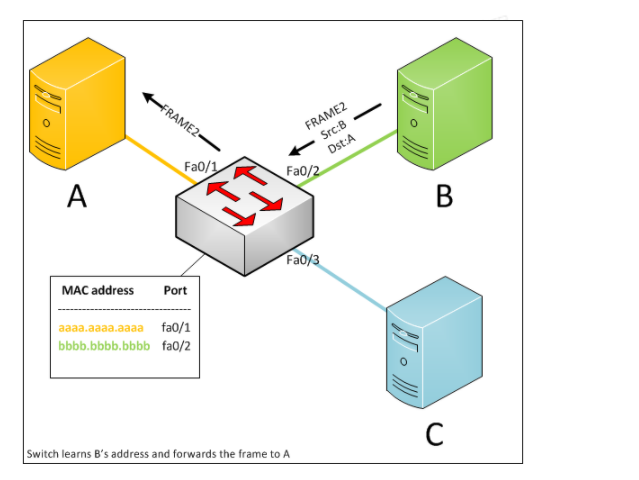 FRAME2
FRAME2
Src:B
Dst:A
Fa0/1
Fa0/2
A
B
Fa0/3
MAC address Port
-----------------------------------
aaaa.aaaa.aaaa fa0/1
bbbb.bbbb.bbbb fa0/2
C
Switch learns B's address and forwards the frame to A